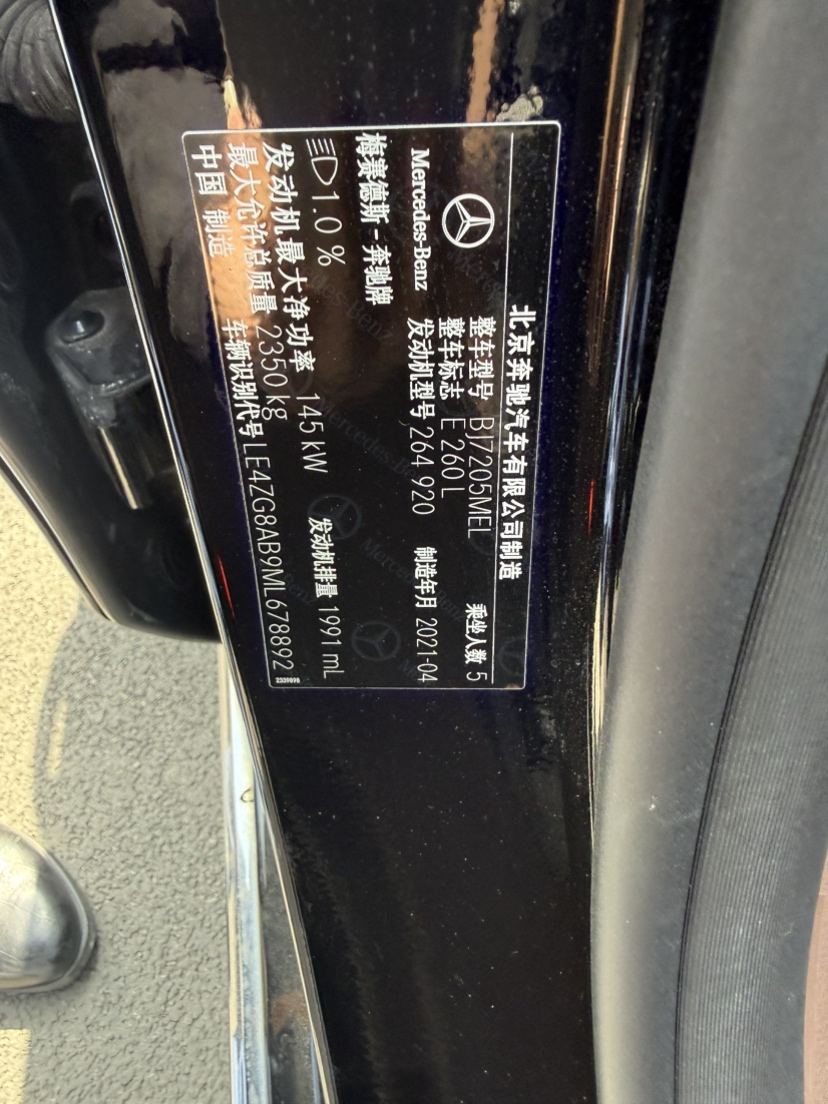 北京奔驰汽车有限公司制造
Mercedes-Benz
整车型号 BJ7205MEL 乘坐人数 5
整车标志 E 260 L
发动机型号 264 920 制造年月 2021-04
梅赛德斯-奔驰牌
1.0 %
发动机最大净功率 145 kW 发动机排量 1991 mL
最大允许总质量 2350 kg
中国 制造 车辆识别代号 LE4ZG8AB9ML678892
2339898